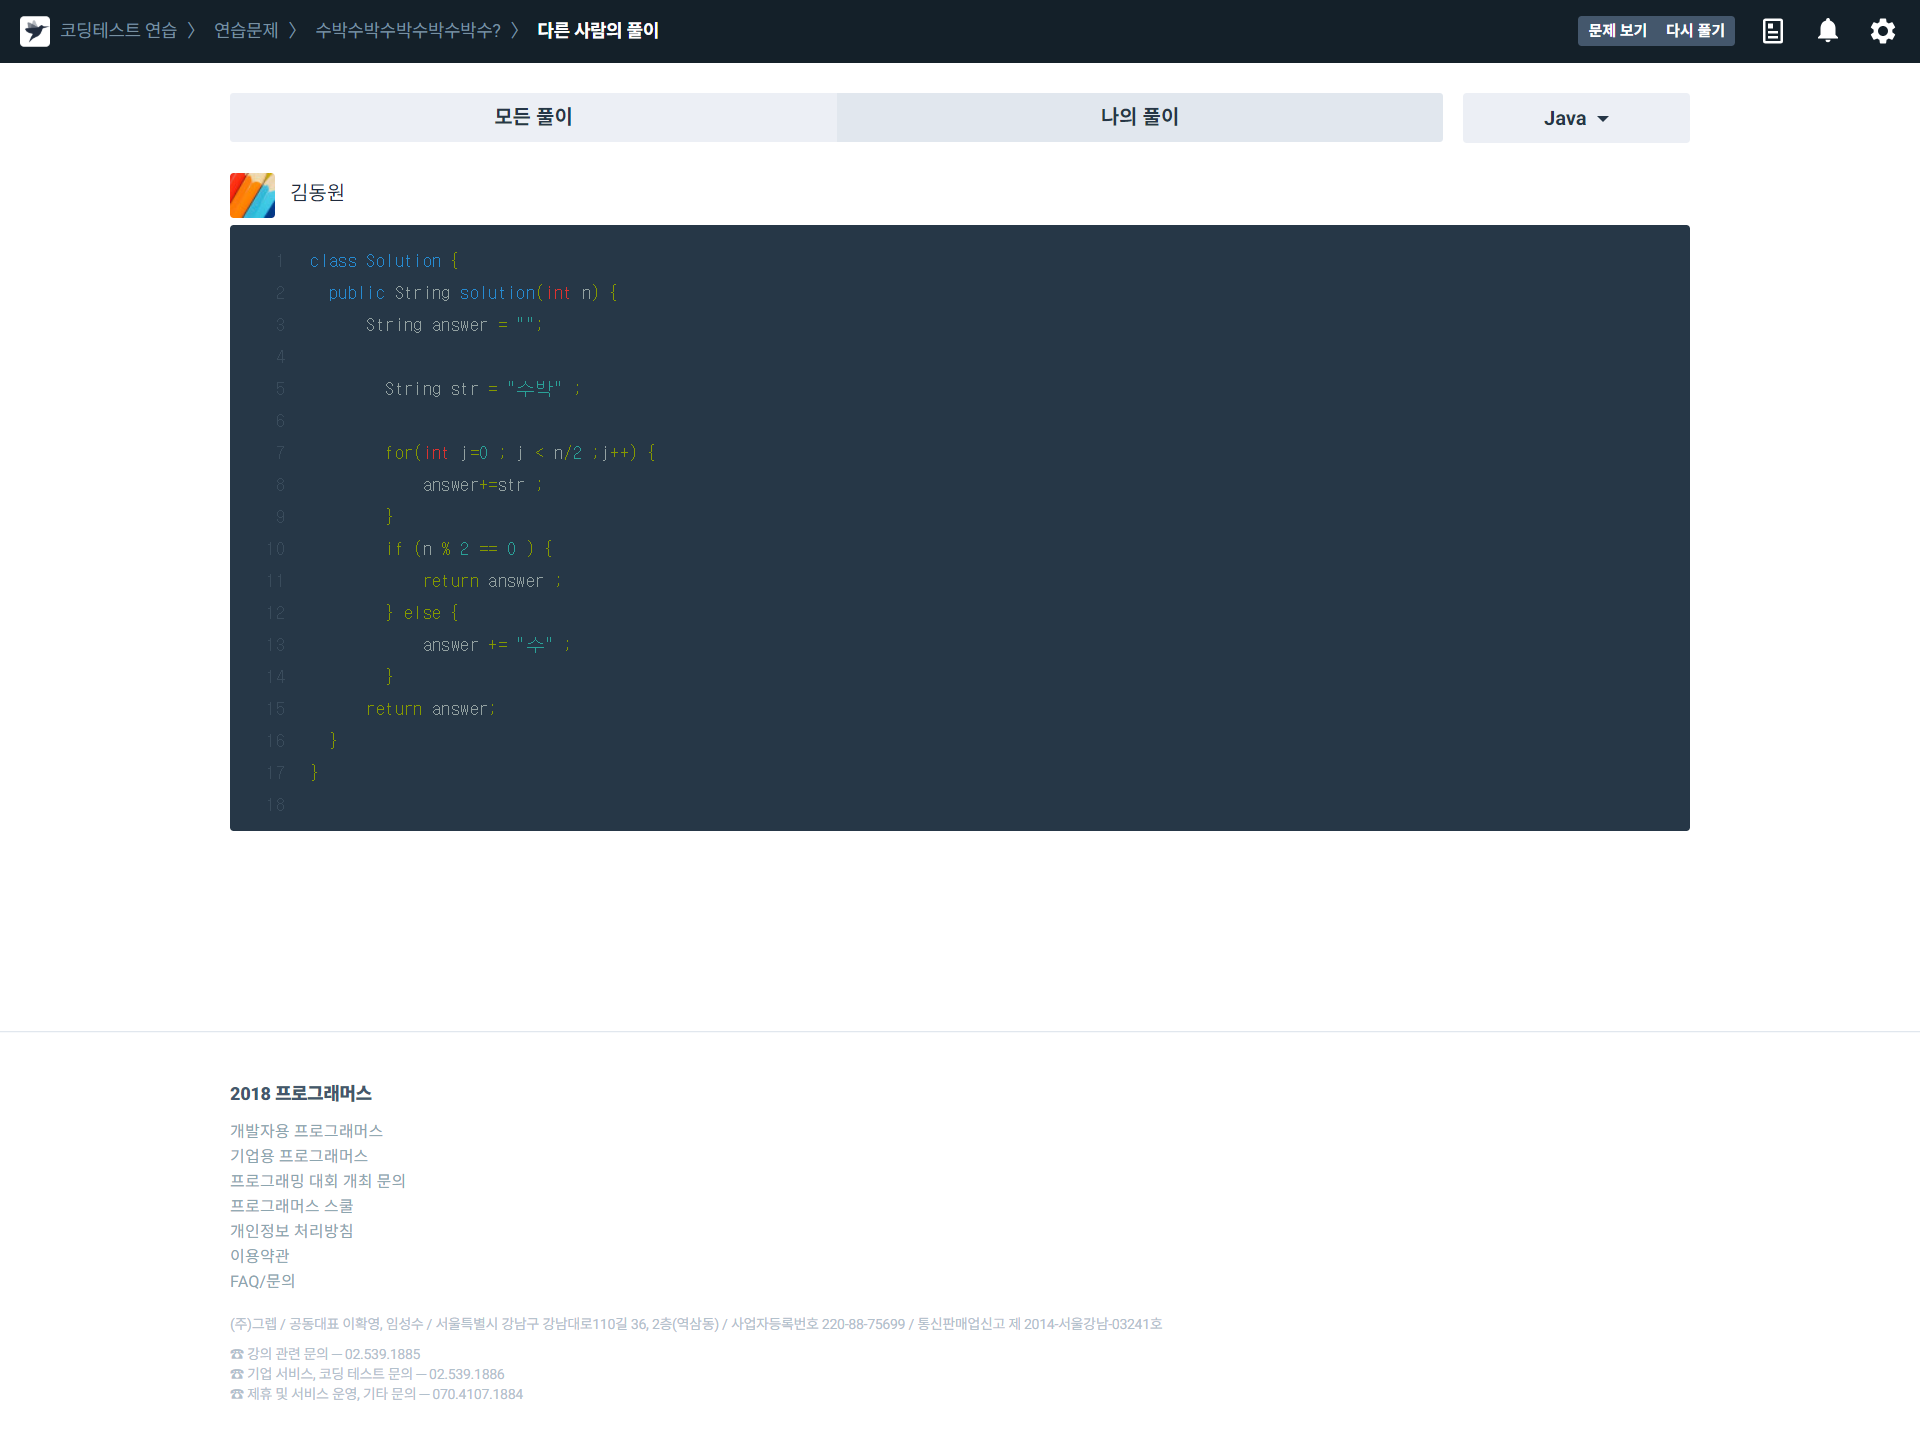 코딩테스트 연습 〉 연습문제 〉 수박수박수박수박수박수? 〉 다른 사람의 풀이
문제 보기 다시 풀기
모든 풀이 나의 풀이 Java
김동원
1 class Solution {
2 public String solution(int n) {
3 String answer = "";
4
5 String str = "수박" ;
6
7 for(int j=0 ; j < n/2 ;j++) {
8 answer+=str ;
9 }
10 if (n % 2 == 0 ) {
11 return answer ;
12 } else {
13 answer += "수" ;
14 }
15 return answer;
16 }
17 }
18
2018 프로그래머스
개발자용 프로그래머스
기업용 프로그래머스
프로그래밍 대회 개최 문의
프로그래머스 스쿨
개인정보 처리방침
이용약관
FAQ/문의
(주)그렙 / 공동대표 이확영, 임성수 / 서울특별시 강남구 강남대로110길 36, 2층(역삼동) / 사업자등록번호 220-88-75699 / 통신판매업신고 제 2014-서울강남-03241호
☎ 강의 관련 문의 — 02.539.1885
☎ 기업 서비스, 코딩 테스트 문의 — 02.539.1886
☎ 제휴 및 서비스 운영, 기타 문의 — 070.4107.1884